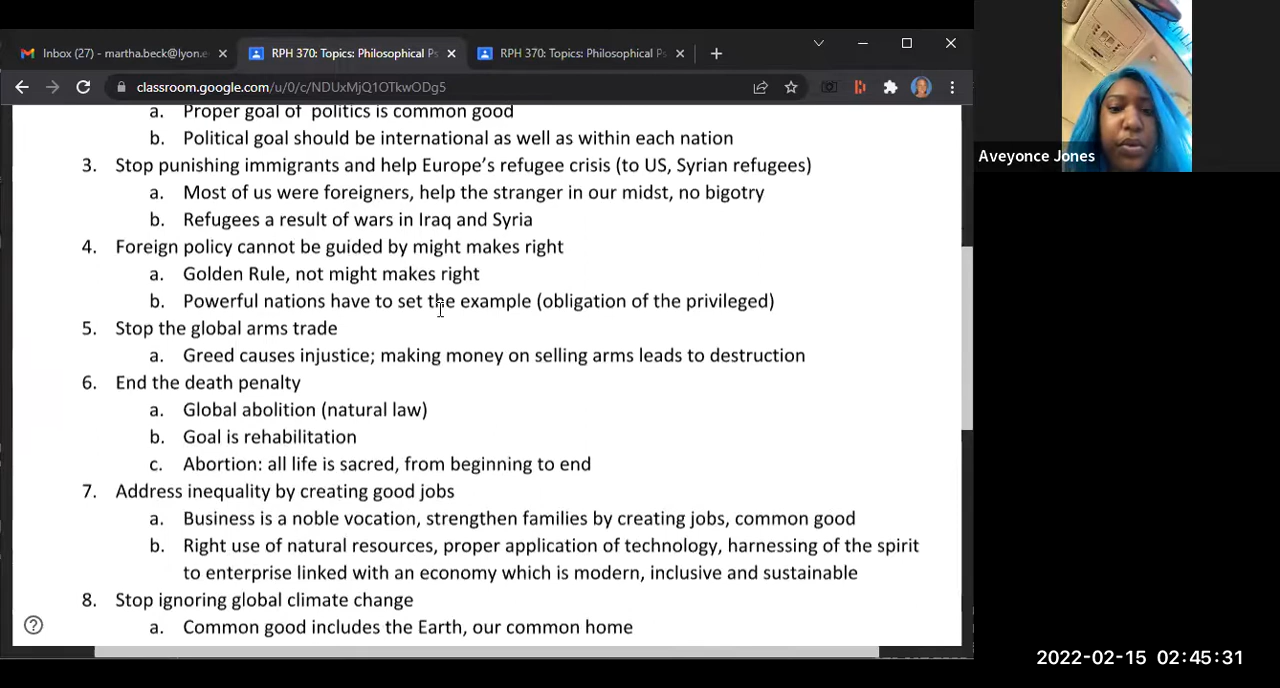 Inbox (27) - martha.beck@lyon.e
RPH 370: Topics: Philosophical Ps
RPH 370: Topics: Philosophical Ps
classroom.google.com/u/0/c/NDUxMjQ1OTkwODg5
a. Proper goal of politics is common good
b. Political goal should be international as well as within each nation
3. Stop punishing immigrants and help Europe's refugee crisis (to US, Syrian refugees)
a. Most of us were foreigners, help the stranger in our midst, no bigotry
b. Refugees a result of wars in Iraq and Syria
4. Foreign policy cannot be guided by might makes right
a. Golden Rule, not might makes right
b. Powerful nations have to set the example (obligation of the privileged)
5. Stop the global arms trade
a. Greed causes injustice; making money on selling arms leads to destruction
6. End the death penalty
a. Global abolition (natural law)
b. Goal is rehabilitation
c. Abortion: all life is sacred, from beginning to end
7. Address inequality by creating good jobs
a. Business is a noble vocation, strengthen families by creating jobs, common good
b. Right use of natural resources, proper application of technology, harnessing of the spirit
to enterprise linked with an economy which is modern, inclusive and sustainable
8. Stop ignoring global climate change
a. Common good includes the Earth, our common home
Aveyonce Jones
2022-02-15 02:45:31